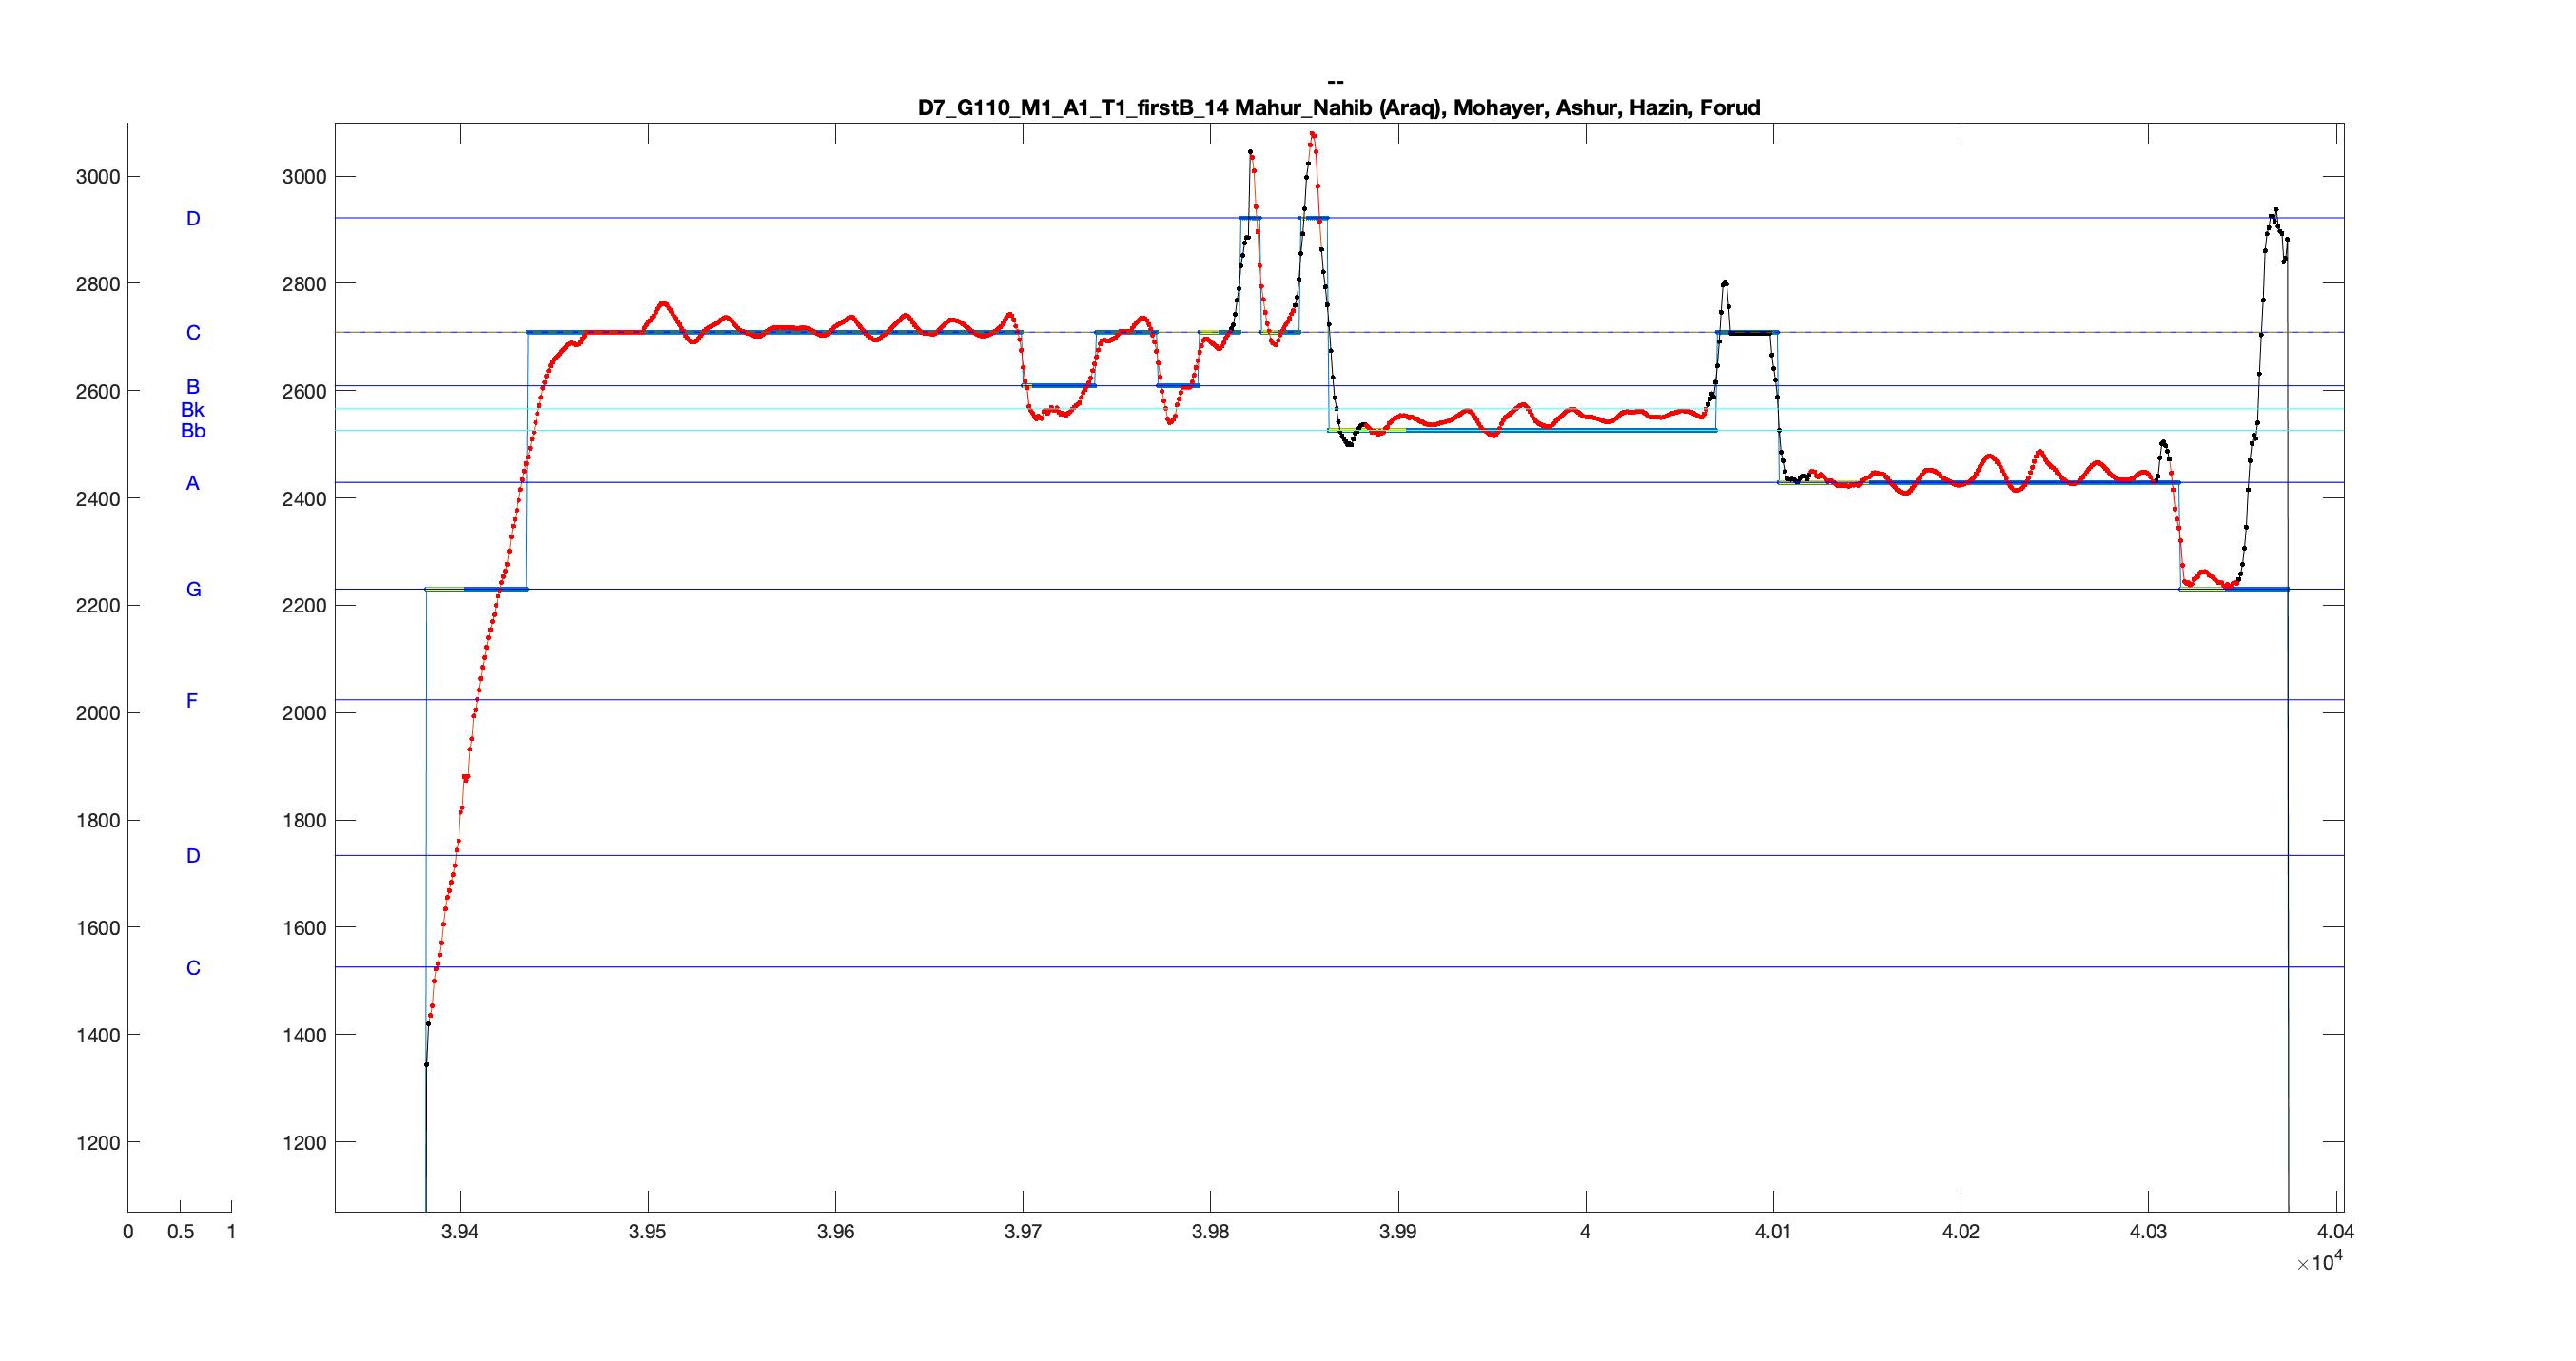 --
D7_G110_M1_A1_T1_firstB_14 Mahur_Nahib (Araq), Mohayer, Ashur, Hazin, Forud
3000 D 3000
2800 2800
C
2600 B 2600
Bk
Bb
2400 A 2400
2200 G 2200
2000 F 2000
1800 1800
D
1600 1600
C
1400 1400
1200 1200
0 0.5 1 3.94 3.95 3.96 3.97 3.98 3.99 4 4.01 4.02 4.03 4.04
×10⁴